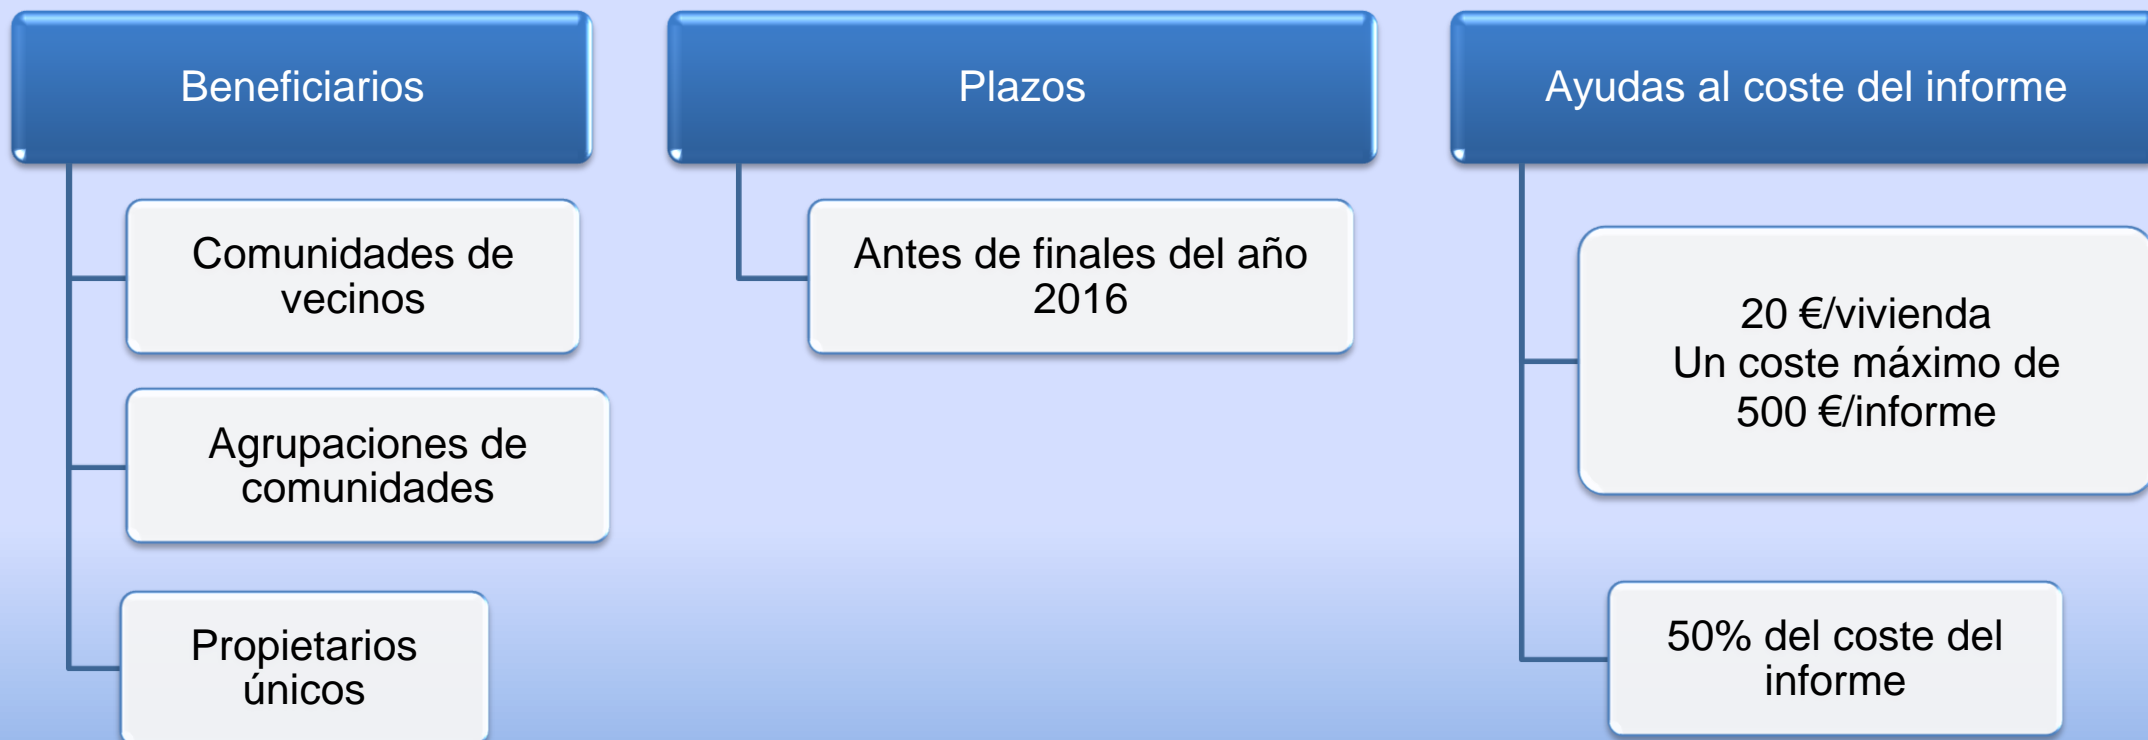 Beneficiarios
Comunidades de
vecinos
Agrupaciones de
comunidades
Propietarios
únicos
Plazos
Antes de finales del año
2016
Ayudas al coste del informe
20 €/vivienda
Un coste máximo de
500 €/informe
50% del coste del
informe